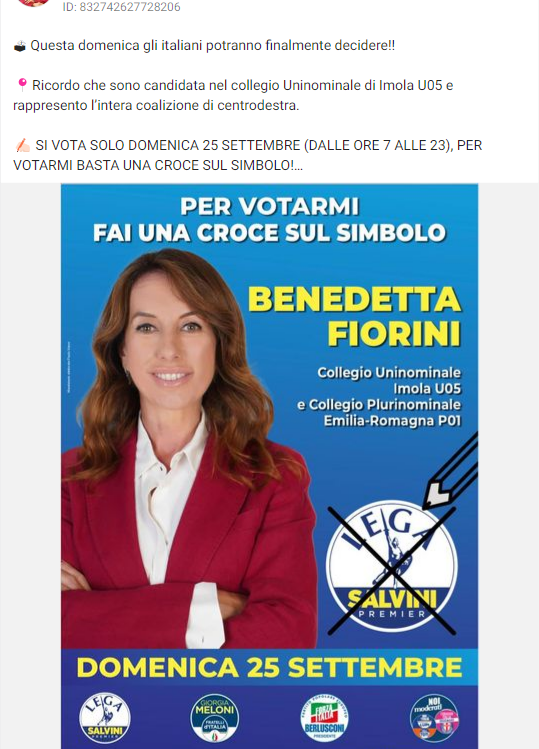 ID: 832742627728206
🗳 Questa domenica gli italiani potranno finalmente decidere!!
📍 Ricordo che sono candidata nel collegio Uninominale di Imola U05 e
rappresento l'intera coalizione di centrodestra.
✍🏻 SI VOTA SOLO DOMENICA 25 SETTEMBRE (DALLE ORE 7 ALLE 23), PER
VOTARMI BASTA UNA CROCE SUL SIMBOLO!...
PER VOTARMI
FAI UNA CROCE SUL SIMBOLO
BENEDETTA
FIORINI
Collegio Uninominale
Imola U05
e Collegio Plurinominale
Emilia-Romagna P01
LEGA
SALVINI
PREMIER
DOMENICA 25 SETTEMBRE
LEGA
SALVINI
PREMIER
GIORGIA
MELONI
FRATELLI
d'ITALIA
FORZA
ITALIA
BERLUSCONI
PRESIDENTE
NOI
moderati